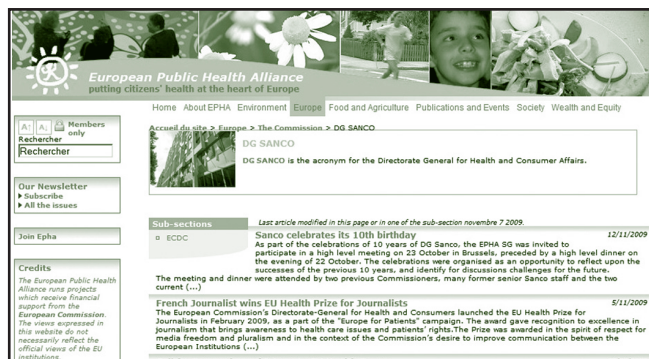 European Public Health Alliance
putting citizens' health at the heart of Europe
Home About EPHA Environment Europe Food and Agriculture Publications and Events Society Wealth and Equity
Accueil du site > Europe > The Commission > DG SANCO
Members
only
Rechercher
Rechercher
DG SANCO
DG SANCO is the acronym for the Directorate General for Health and Consumer Affairs.
Our Newsletter
Subscribe
All the issues
Join Epha
Credits
The European Public Health
Alliance runs projects
which receive financial
support from the
European Commission.
The views expressed in
this website do not
necessarily reflect the
official views of the EU
institutions.
Sub-sections
ECDC
Last article modified in this page or in one of the sub-section novembre 7 2009.
Sanco celebrates its 10th birthday 12/11/2009
As part of the celebrations of 10 years of DG Sanco, the EPHA SG was invited to
participate in a high level meeting on 23 October in Brussels, preceded by a high level dinner on
the evening of 22 October. The celebrations were organised as an opportunity to reflect upon the
successes of the previous 10 years, and identify for discussions challenges for the future.
The meeting and dinner were attended by two previous Commissioners, many former senior Sanco staff and the two
current (...)
French Journalist wins EU Health Prize for Journalists 5/11/2009
The European Commission's Directorate-General for Health and Consumers launched the EU Health Prize for
Journalists in February 2009, as a part of the "Europe for Patients" campaign. The award gave recognition to excellence in
journalism that brings awareness to health care issues and patients' rights.The Prize was awarded in the spirit of respect for
media freedom and pluralism and in the context of the Commission's desire to improve communication between the
European Institutions (...)